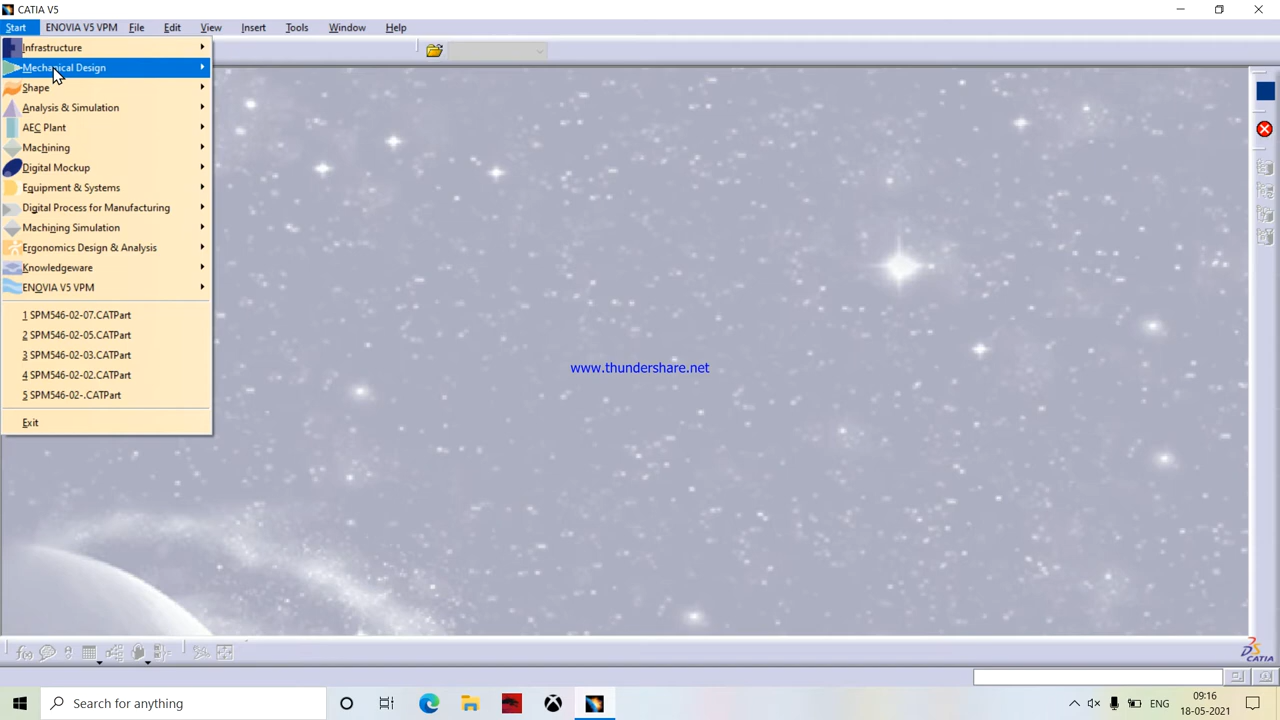 CATIA V5
Start ENOVIA V5 VPM File Edit View Insert Tools Window Help
Infrastructure
Mechanical Design
Shape
Analysis & Simulation
AEC Plant
Machining
Digital Mockup
Equipment & Systems
Digital Process for Manufacturing
Machining Simulation
Ergonomics Design & Analysis
Knowledgeware
ENOVIA V5 VPM
1 SPM546-02-07.CATPart
2 SPM546-02-05.CATPart
3 SPM546-02-03.CATPart
4 SPM546-02-02.CATPart
5 SPM546-02-.CATPart
Exit
www.thundershare.net
f(x)
CATIA
Search for anything
ENG
09:16
18-05-2021